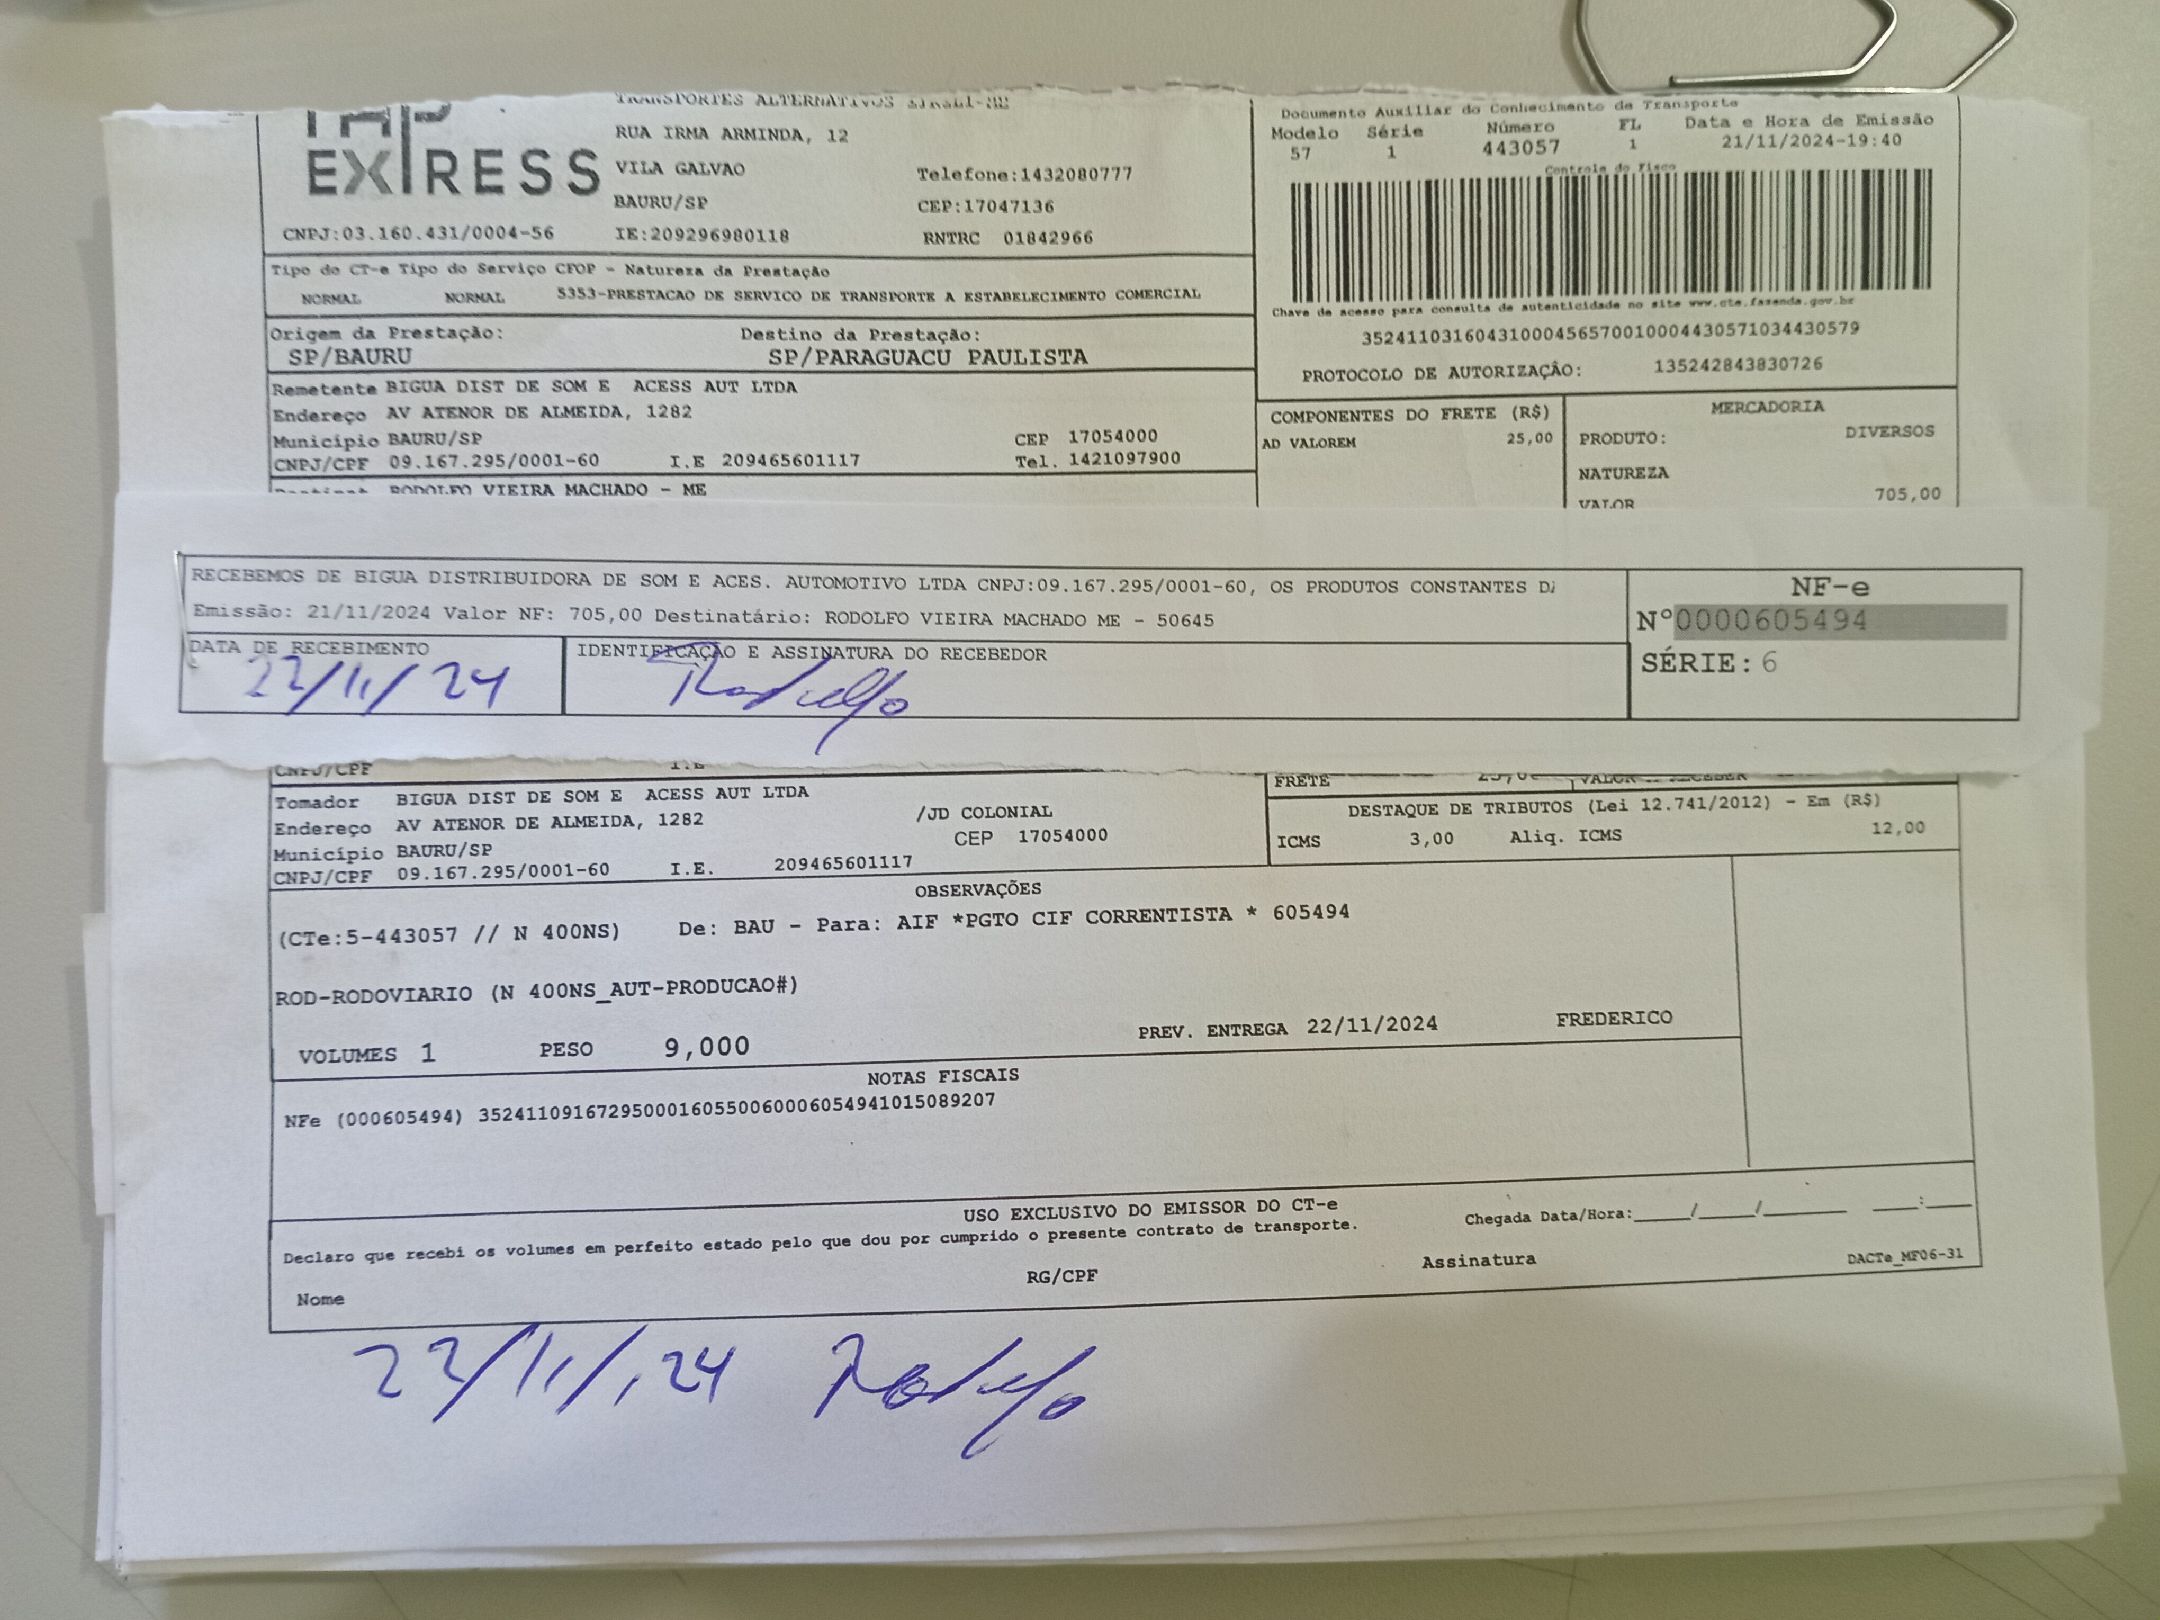 EXPRESS
TRANSPORTES ALTERNATIVOS
RUA IRMA ARMINDA, 12
VILA GALVAO Telefone:1432080777
BAURU/SP CEP:17047136
CNPJ:03.160.431/0004-56 IE:209296980118 RNTRC 01842966
Documento Auxiliar do Conhecimento de Transporte
Modelo Série Número FL Data e Hora de Emissão
57 1 443057 1 21/11/2024-19:40
Controle do Fisco
Chave de acesso para consulta de autenticidade no site www.cte.fazenda.gov.br
35241103160431000456570010004430571034430579
PROTOCOLO DE AUTORIZAÇÃO: 135242843830726
Tipo do CT-e Tipo do Serviço CFOP - Natureza da Prestação
NORMAL NORMAL 5353-PRESTACAO DE SERVICO DE TRANSPORTE A ESTABELECIMENTO COMERCIAL
Origem da Prestação: Destino da Prestação:
SP/BAURU SP/PARAGUACU PAULISTA
Remetente BIGUA DIST DE SOM E ACESS AUT LTDA
Endereço AV ATENOR DE ALMEIDA, 1282
Município BAURU/SP CEP 17054000
CNPJ/CPF 09.167.295/0001-60 I.E 209465601117 Tel. 1421097900
RODOLFO VIEIRA MACHADO - ME
COMPONENTES DO FRETE (R$)
AD VALOREM 25,00
MERCADORIA
PRODUTO: DIVERSOS
NATUREZA
VALOR 705,00
RECEBEMOS DE BIGUA DISTRIBUIDORA DE SOM E ACES. AUTOMOTIVO LTDA CNPJ:09.167.295/0001-60, OS PRODUTOS CONSTANTES DA
Emissão: 21/11/2024 Valor NF: 705,00 Destinatário: RODOLFO VIEIRA MACHADO ME - 50645
DATA DE RECEBIMENTO IDENTIFICAÇÃO E ASSINATURA DO RECEBEDOR
22/11/24 Rodolfo
NF-e
Nº0000605494
SÉRIE: 6
CNPJ/CPF I.E
FRETE VALOR A RECEBER
Tomador BIGUA DIST DE SOM E ACESS AUT LTDA
Endereço AV ATENOR DE ALMEIDA, 1282 /JD COLONIAL
Município BAURU/SP CEP 17054000
CNPJ/CPF 09.167.295/0001-60 I.E. 209465601117
DESTAQUE DE TRIBUTOS (Lei 12.741/2012) - Em (R$)
ICMS 3,00 Aliq. ICMS 12,00
OBSERVAÇÕES
(CTe:5-443057 // N 400NS) De: BAU - Para: AIF *PGTO CIF CORRENTISTA * 605494
ROD-RODOVIARIO (N 400NS_AUT-PRODUCAO#)
VOLUMES 1 PESO 9,000 PREV. ENTREGA 22/11/2024 FREDERICO
NOTAS FISCAIS
NFe (000605494) 35241109167295000160550060006054941015089207
USO EXCLUSIVO DO EMISSOR DO CT-e
Declaro que recebi os volumes em perfeito estado pelo que dou por cumprido o presente contrato de transporte. Chegada Data/Hora:_____/_____/________ ____:____
Nome RG/CPF Assinatura DACTe_MF06-31
22/11/24 Rodolfo